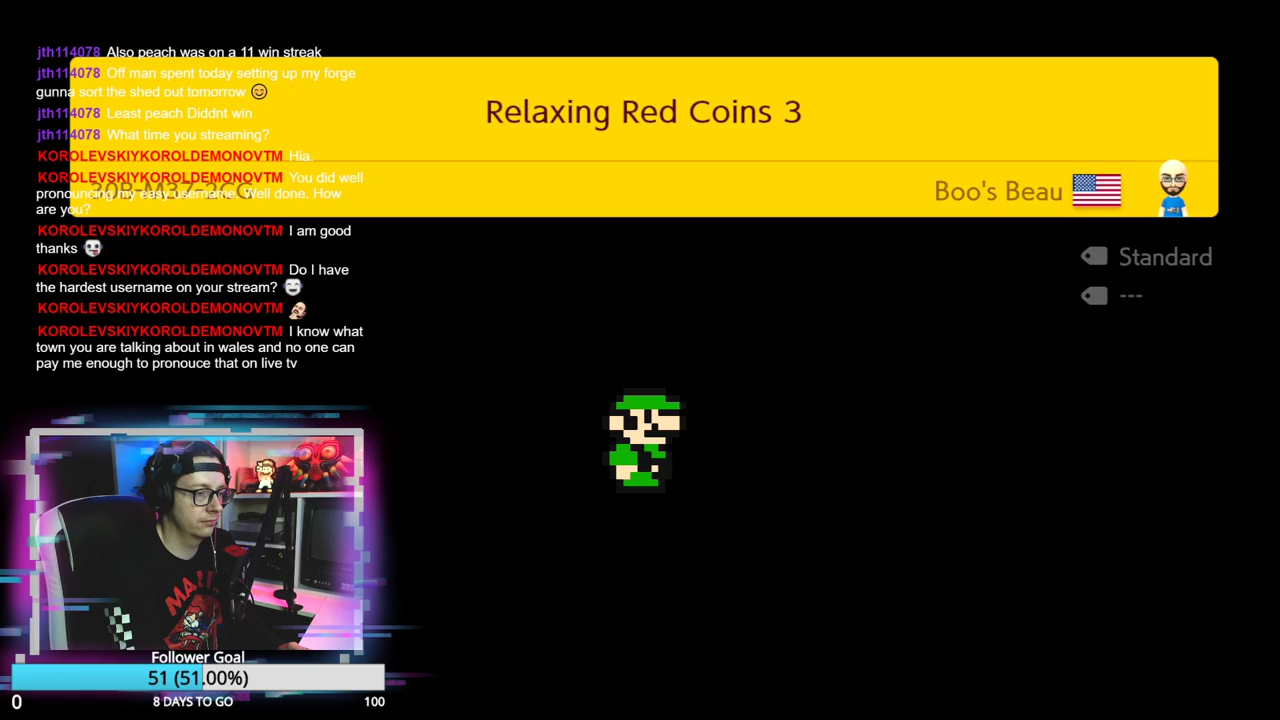 jth114078 Also peach was on a 11 win streak
jth114078 Off man spent today setting up my forge
gunna sort the shed out tomorrow
jth114078 Least peach Diddnt win
jth114078 What time you streaming?
KOROLEVSKIYKOROLDEMONOVTM Hia.
KOROLEVSKIYKOROLDEMONOVTM You did well
pronouncing my easy username. Well done. How
are you?
KOROLEVSKIYKOROLDEMONOVTM I am good
thanks
KOROLEVSKIYKOROLDEMONOVTM Do I have
the hardest username on your stream?
KOROLEVSKIYKOROLDEMONOVTM
KOROLEVSKIYKOROLDEMONOVTM I know what
town you are talking about in wales and no one can
pay me enough to pronouce that on live tv
Relaxing Red Coins 3
Boo's Beau
Standard
---
Follower Goal
51 (51.00%)
0
8 DAYS TO GO
100